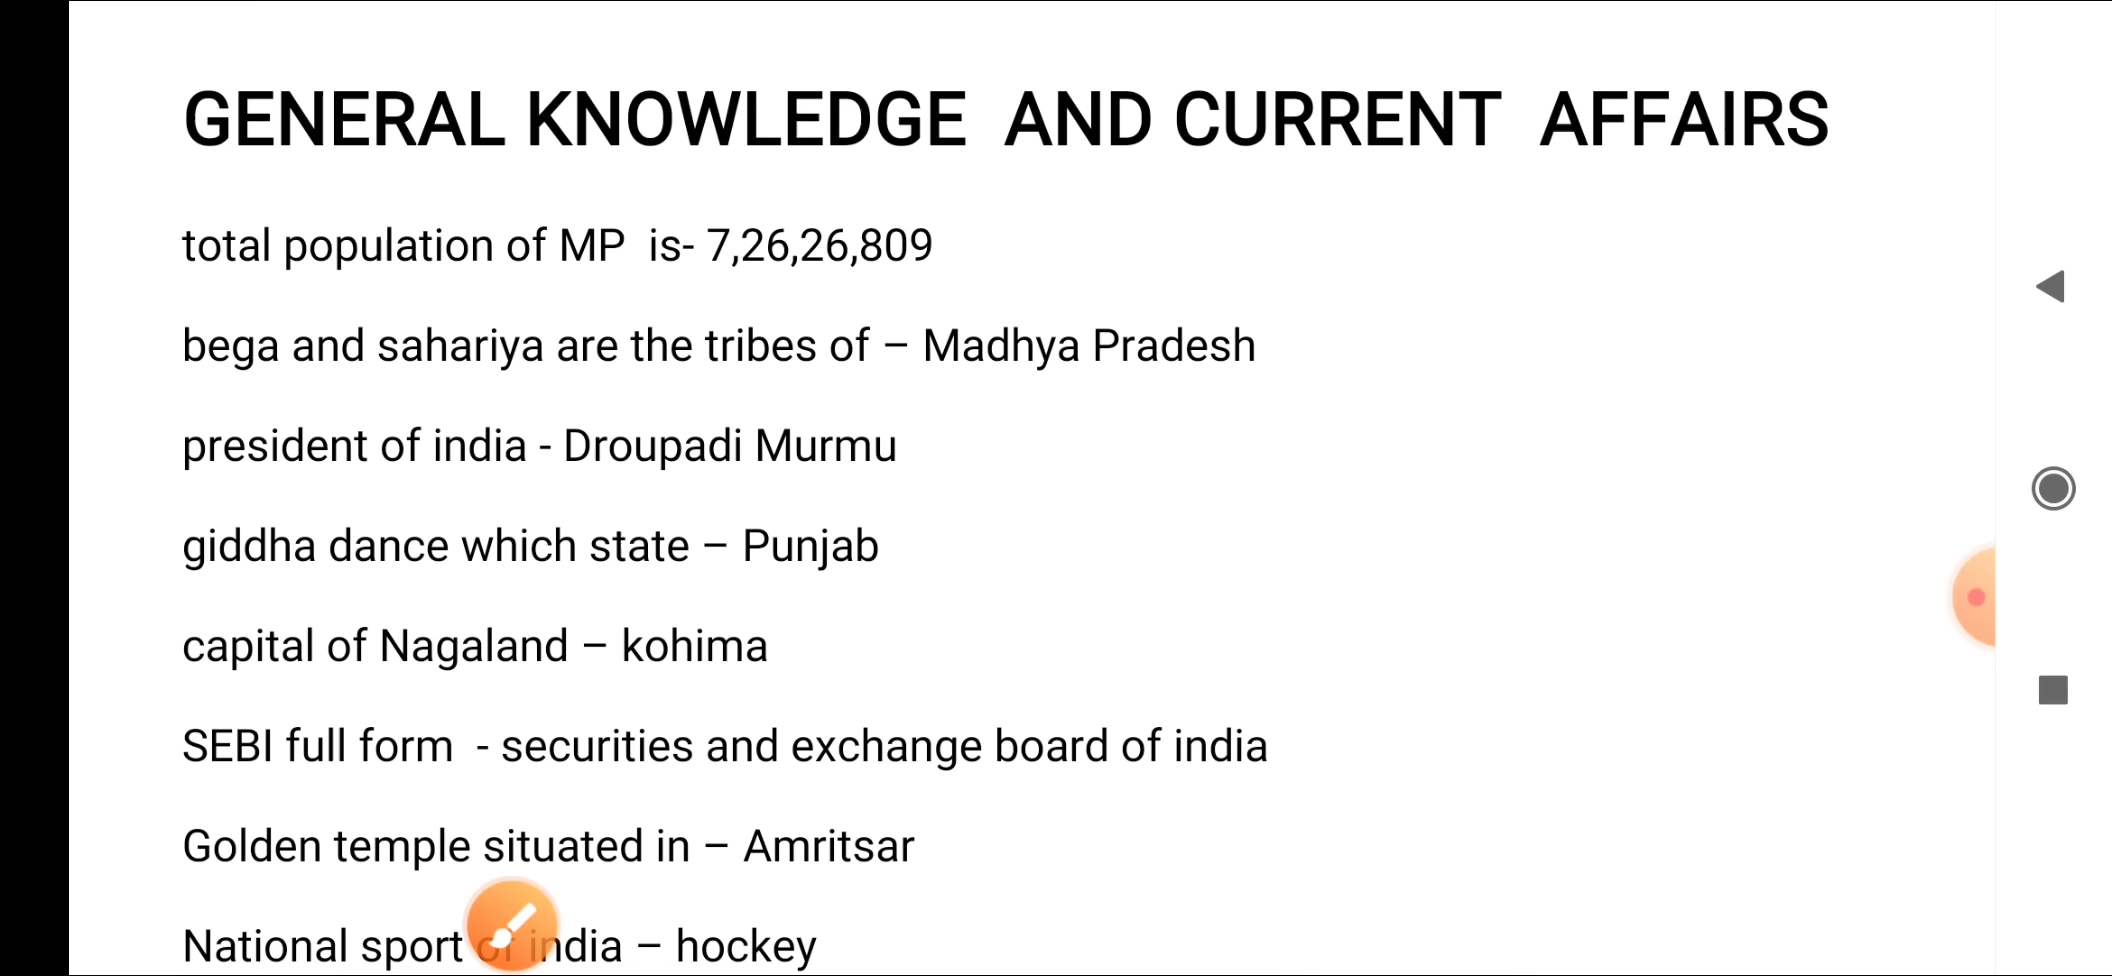 GENERAL KNOWLEDGE AND CURRENT AFFAIRS
total population of MP is- 7,26,26,809
bega and sahariya are the tribes of – Madhya Pradesh
president of india - Droupadi Murmu
giddha dance which state – Punjab
capital of Nagaland – kohima
SEBI full form - securities and exchange board of india
Golden temple situated in – Amritsar
National sport of india – hockey